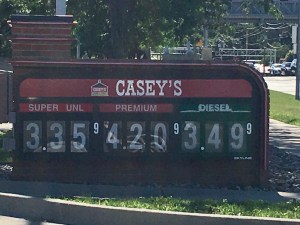 CASEY'S
SUPER UNL PREMIUM DIESEL
3.35 9 4.20 9 3.49 9